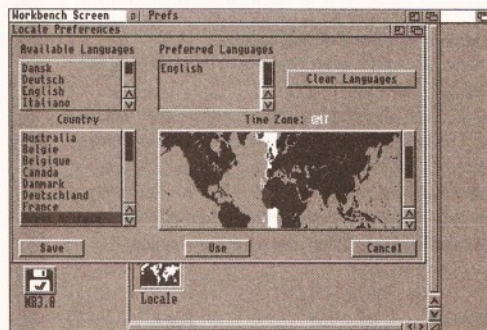 Workbench Screen
Prefs
Locale Preferences
Available Languages
Dansk
Deutsch
English
Italiano
Preferred Languages
English
Clear Languages
Country
Australia
Belgie
Belgique
Canada
Danmark
Deutschland
France
Time Zone: GMT
Save
Use
Cancel
WB3.0
Locale